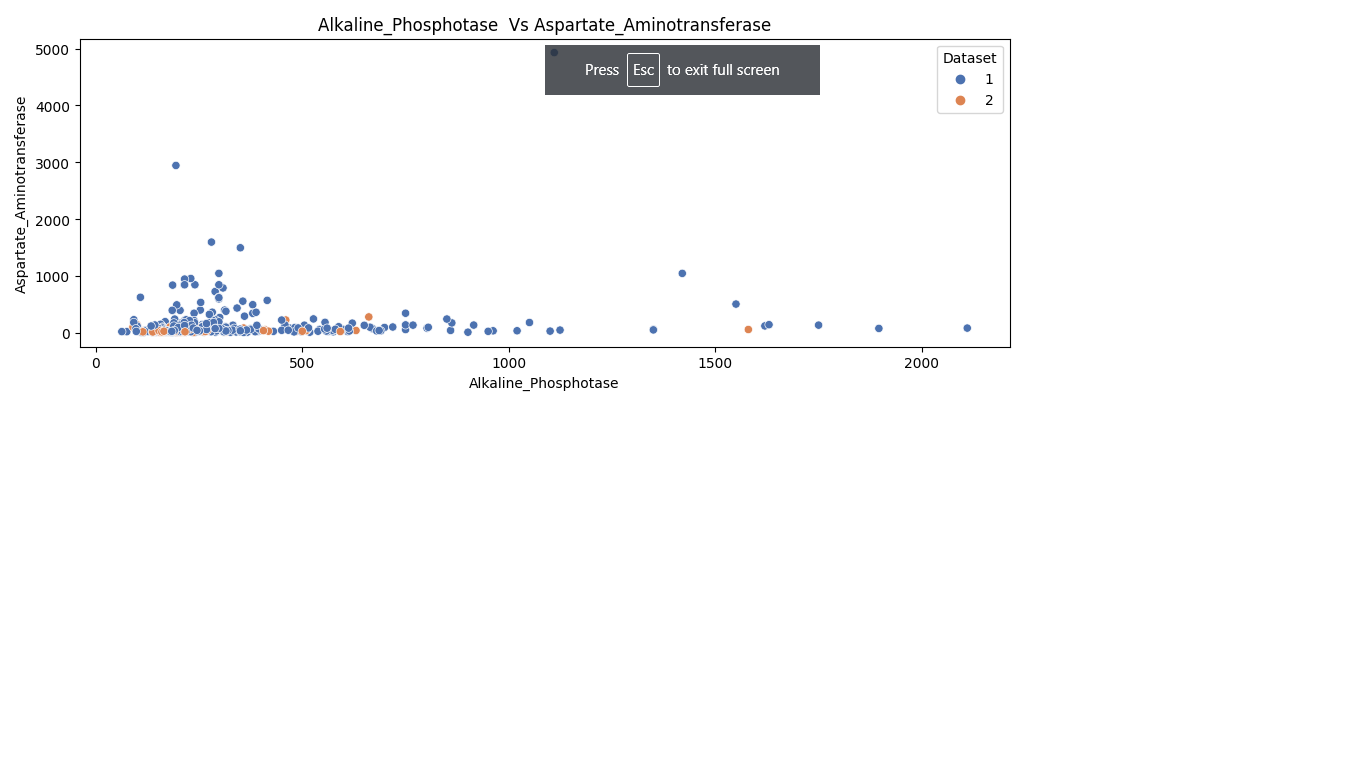 Alkaline_Phosphotase  Vs Aspartate_Aminotransferase
Press Esc to exit full screen
Dataset
1
2
Aspartate_Aminotransferase
5000
4000
3000
2000
1000
0
0 500 1000 1500 2000
Alkaline_Phosphotase